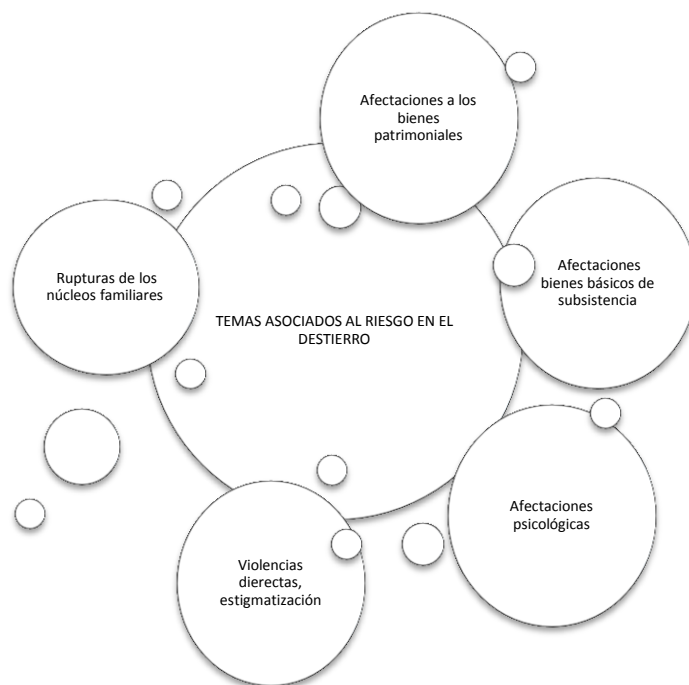 Afectaciones a los
bienes
patrimoniales
Rupturas de los
núcleos familiares
Afectaciones
bienes básicos de
subsistencia
TEMAS ASOCIADOS AL RIESGO EN EL
DESTIERRO
Afectaciones
psicológicas
Violencias
dierectas,
estigmatización